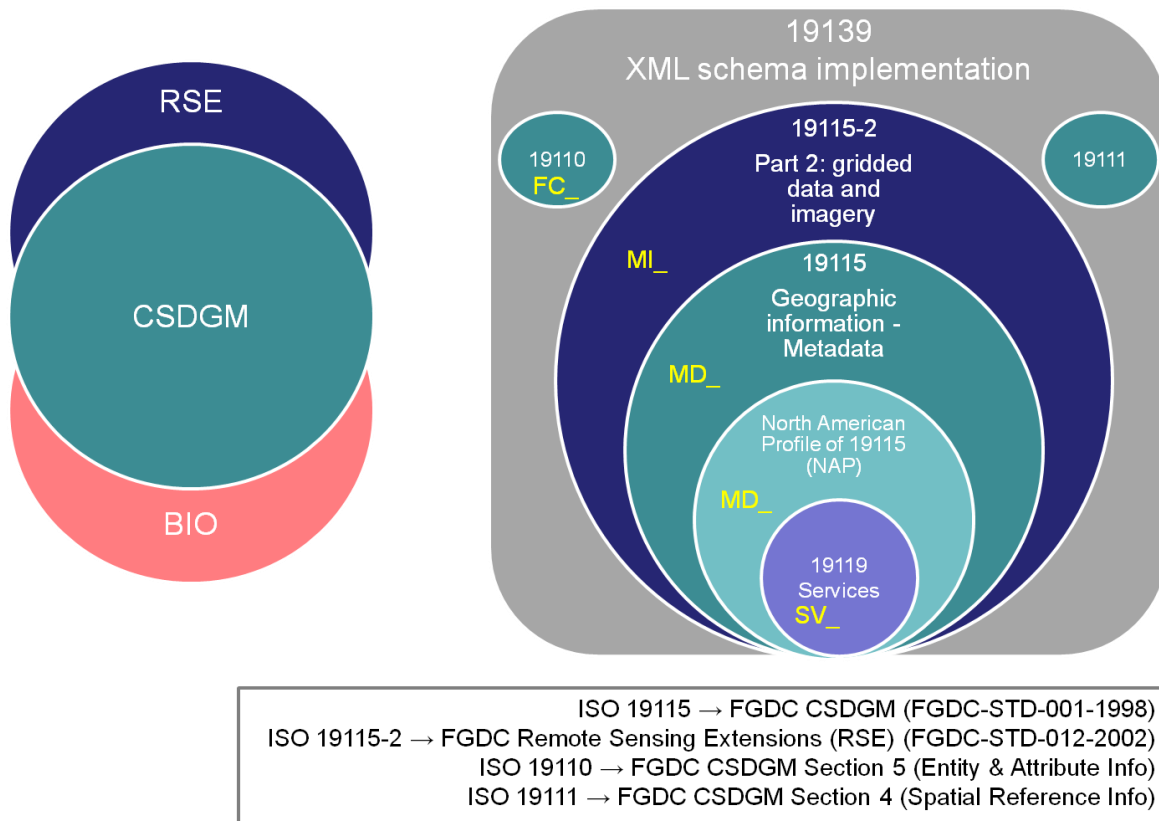 RSE
CSDGM
BIO
19139
XML schema implementation
19110
FC_
19111
19115-2
Part 2: gridded
data and
imagery
MI_
19115
Geographic
information -
Metadata
MD_
North American
Profile of 19115
(NAP)
MD_
19119
Services
SV_
ISO 19115 → FGDC CSDGM (FGDC-STD-001-1998)
ISO 19115-2 → FGDC Remote Sensing Extensions (RSE) (FGDC-STD-012-2002)
ISO 19110 → FGDC CSDGM Section 5 (Entity & Attribute Info)
ISO 19111 → FGDC CSDGM Section 4 (Spatial Reference Info)